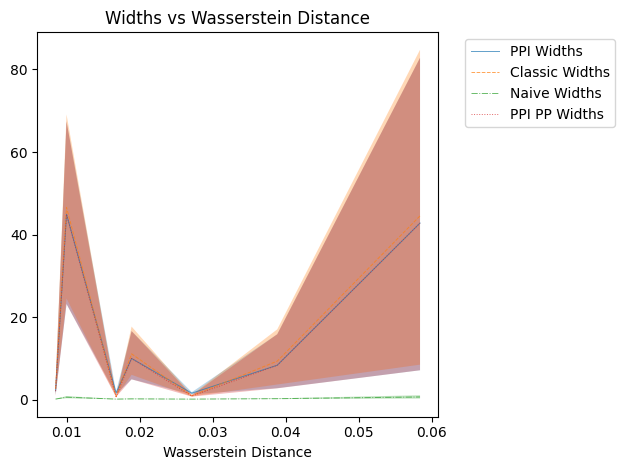 Widths vs Wasserstein Distance
80
60
40
20
0
0.01 0.02 0.03 0.04 0.05 0.06
Wasserstein Distance
PPI Widths
Classic Widths
Naive Widths
PPI PP Widths